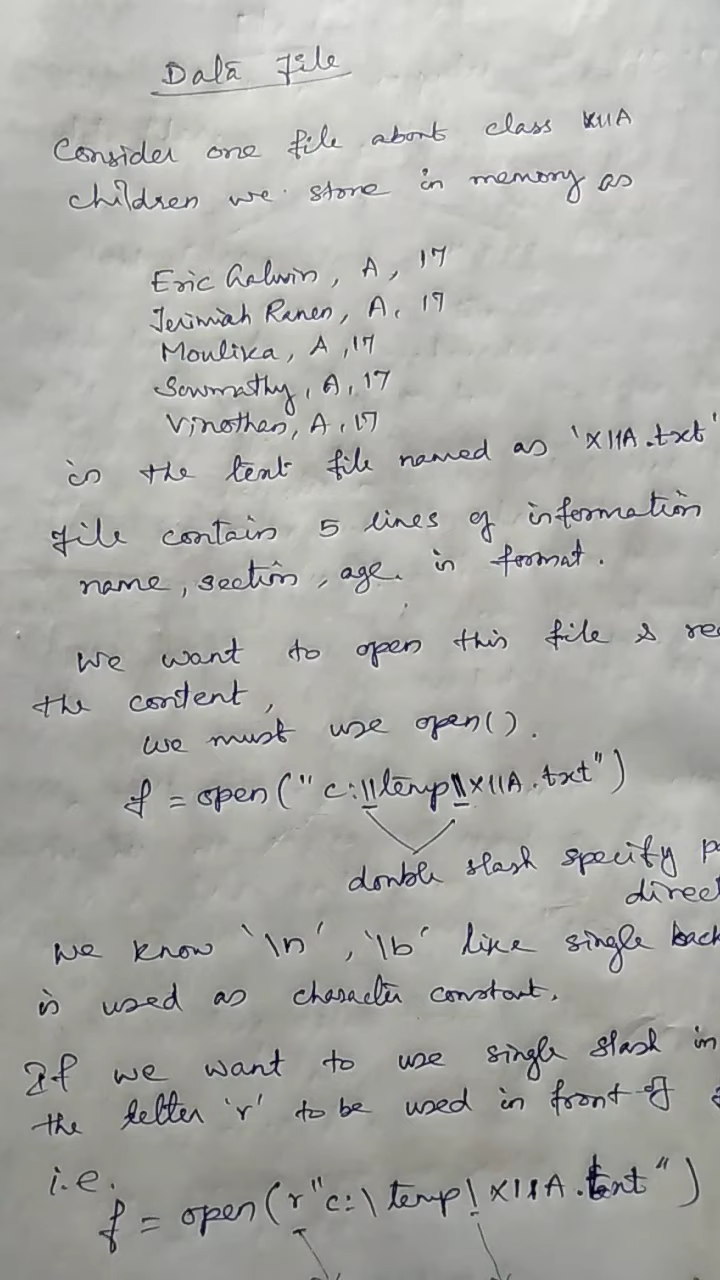 Data File
Consider one file about class XIIA
children we store in memory as
Eric Galwin, A, 17
Jerimiah Ranen, A, 17
Moulika, A, 17
Sowmathy, A, 17
Vinothan, A, 17
in the text file named as 'XIIA.txt'
file contain 5 lines of information
name, section, age. in format.
We want to open this file &
the content,
we must use open().
f = open("c:\\temp\\XIIA.txt")
double slash specify
we know '\n', '\b' like single
is used as character constant.
If we want to use single slash in
the letter 'r' to be used in front of
i.e.
f = open(r"c:\temp\XIIA.txt")